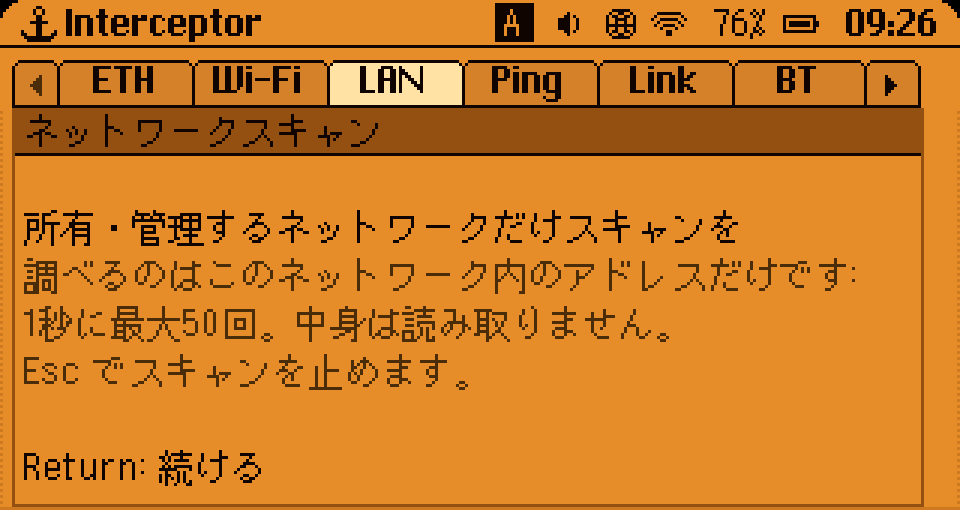 Interceptor
A
76%
09:26
ETH
Wi-Fi
LAN
Ping
Link
BT
ネットワークスキャン
所有・管理するネットワークだけスキャンを
調べるのはこのネットワーク内のアドレスだけです:
1秒に最大50回。中身は読み取りません。
Esc でスキャンを止めます。
Return: 続ける